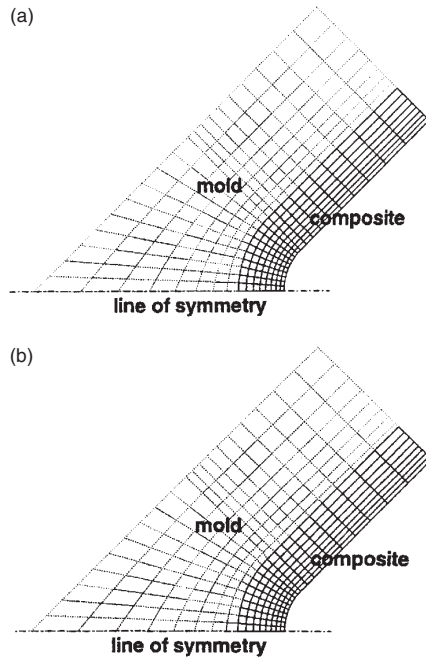 (a)
mold
composite
line of symmetry
(b)
mold
composite
line of symmetry